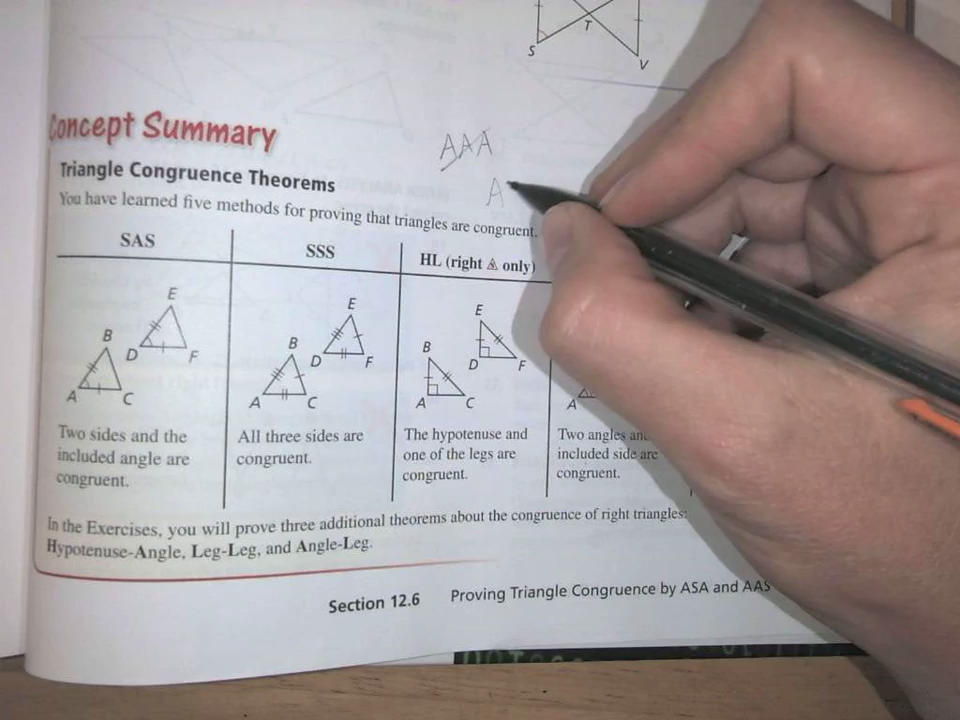 S T V
Concept Summary
AAA
A
Triangle Congruence Theorems
You have learned five methods for proving that triangles are congruent.
SAS SSS HL (right △ only)
E E E
B D F B D F B D F
A C A C A C A
Two sides and the included angle are congruent.
All three sides are congruent.
The hypotenuse and one of the legs are congruent.
Two angles included side are congruent.
In the Exercises, you will prove three additional theorems about the congruence of right triangles:
Hypotenuse-Angle, Leg-Leg, and Angle-Leg.
Section 12.6 Proving Triangle Congruence by ASA and AAS